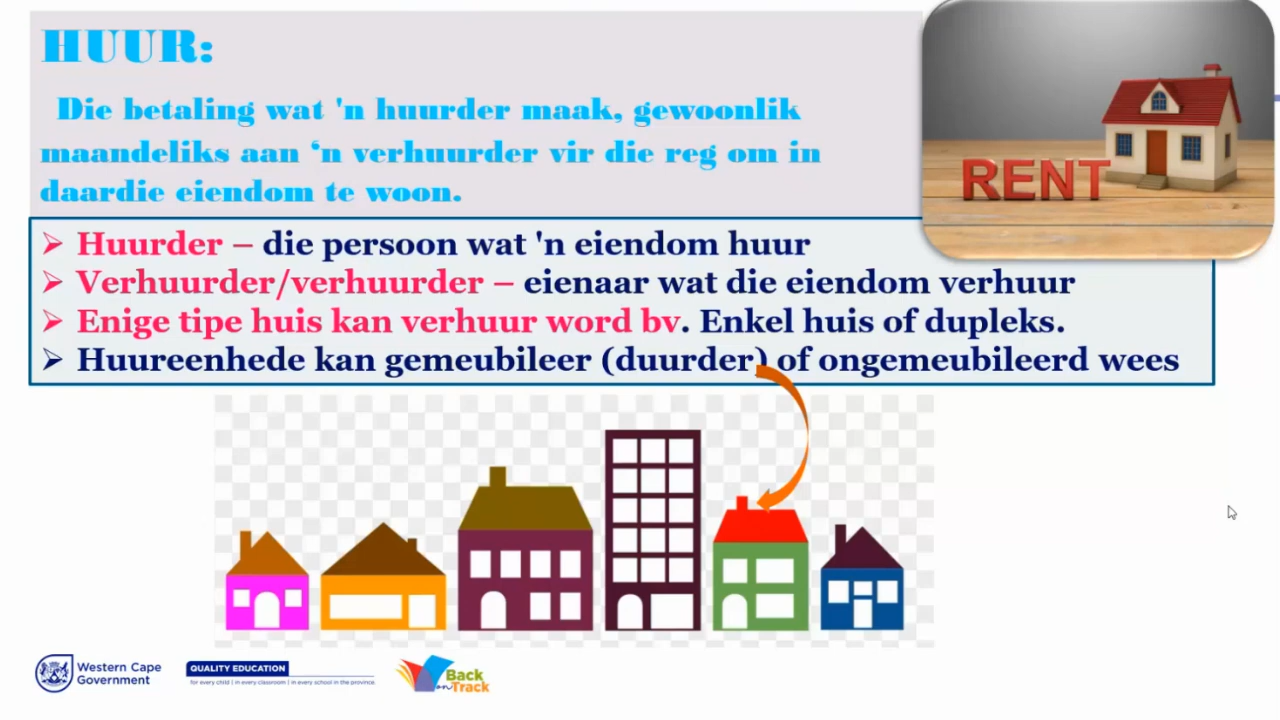 HUUR:
Die betaling wat 'n huurder maak, gewoonlik
maandeliks aan ‘n verhuurder vir die reg om in
daardie eiendom te woon.
RENT
Huurder – die persoon wat 'n eiendom huur
Verhuurder/verhuurder – eienaar wat die eiendom verhuur
Enige tipe huis kan verhuur word bv. Enkel huis of dupleks.
Huureenhede kan gemeubileer (duurder) of ongemeubileerd wees
Western Cape
Government
QUALITY EDUCATION
for every child | in every classroom | in every school in the province
Back
on Track